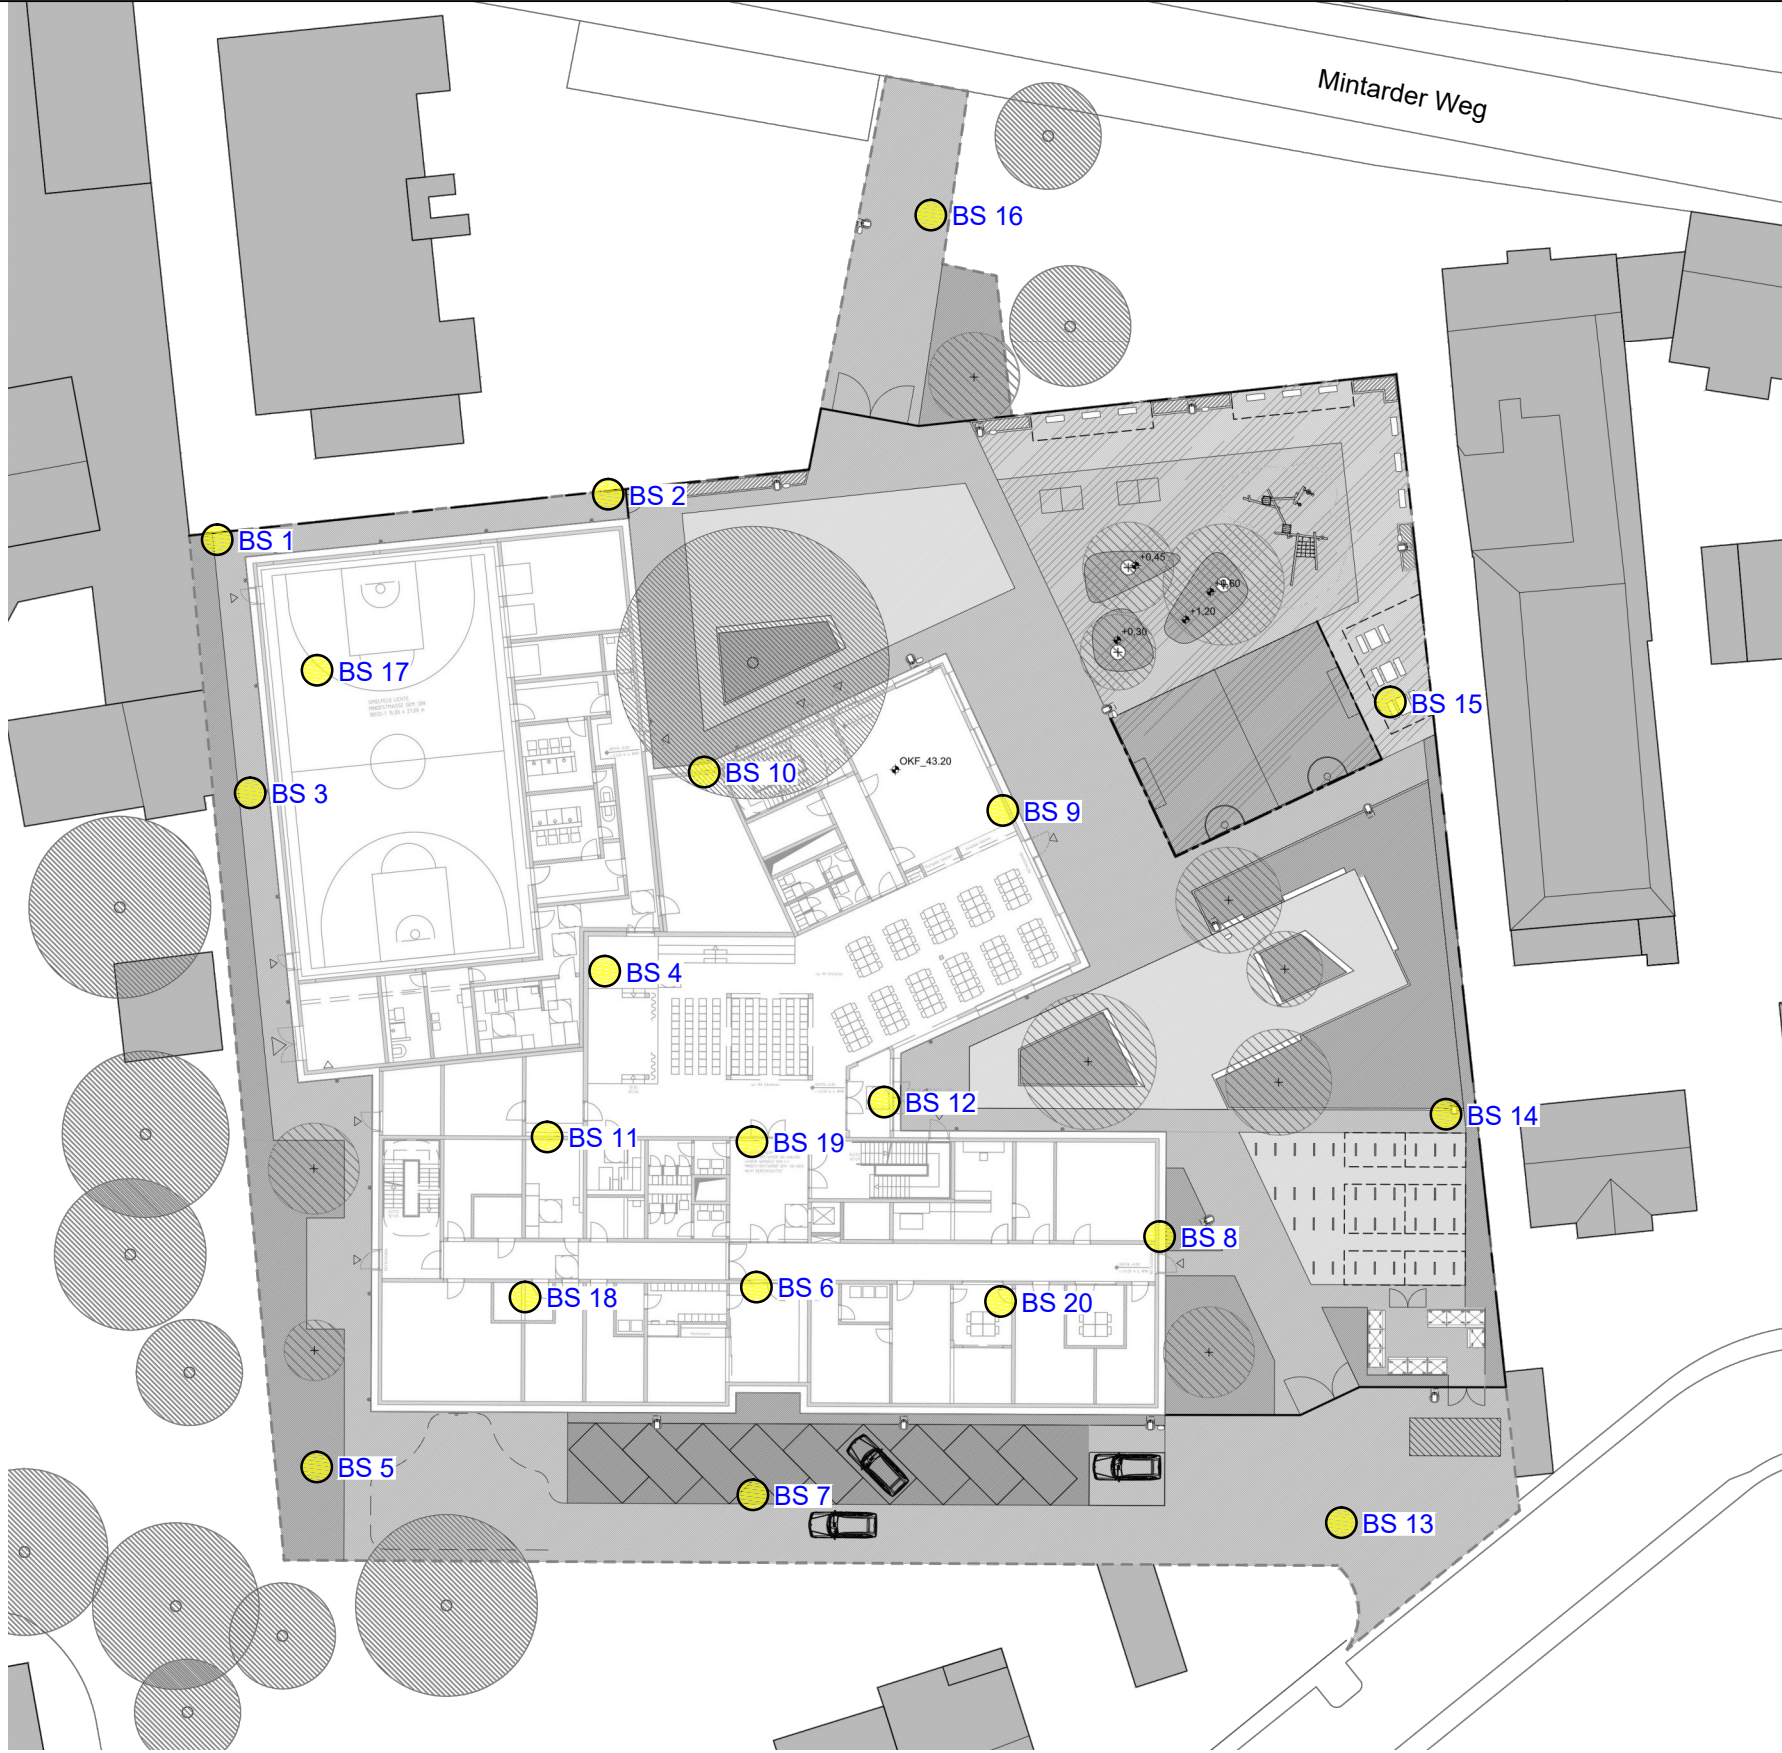 Mintarder Weg
BS 16
BS 2
BS 1
+0,45
+0,60
+1,20
+0,30
BS 17
BS 15
OKF_43.20
BS 10
BS 3
BS 9
BS 4
BS 12
BS 14
BS 11
BS 19
BS 8
BS 6
BS 18
BS 20
BS 5
BS 7
BS 13